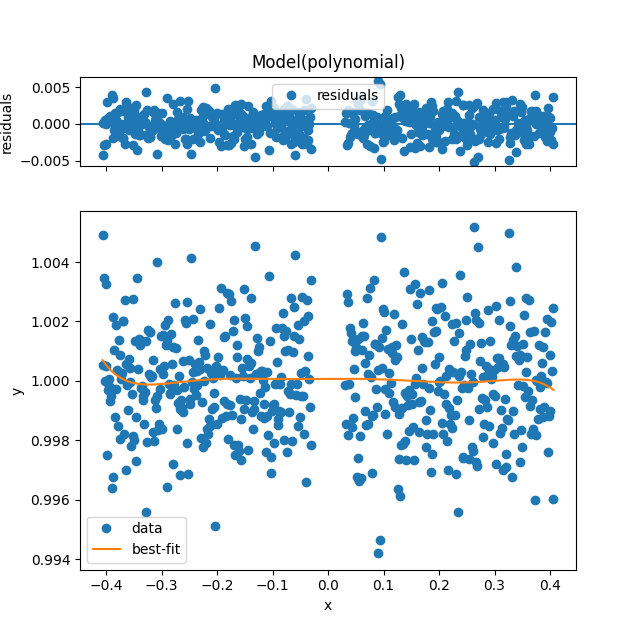 Model(polynomial)
0.005
0.000
−0.005
residuals
residuals
1.004
1.002
1.000
0.998
0.996
0.994
y
data
best-fit
−0.4 −0.3 −0.2 −0.1 0.0 0.1 0.2 0.3 0.4
x